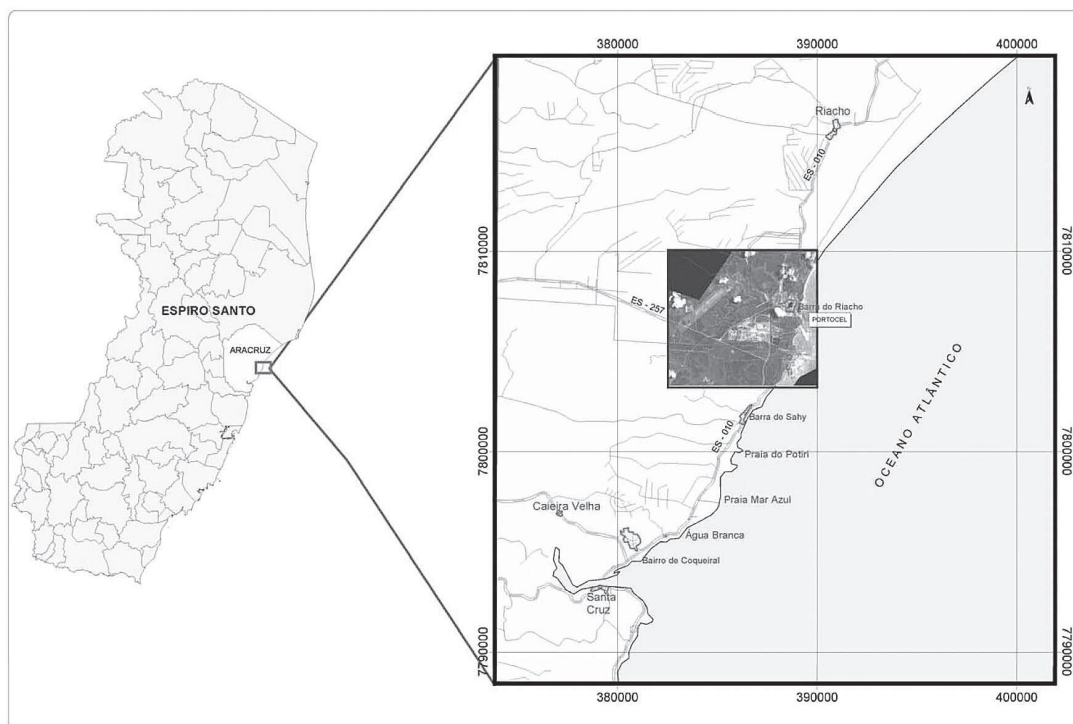 ESPIRO SANTO
ARACRUZ
380000
390000
400000
Riacho
ES - 010
7810000
7810000
ES - 257
Barra do Riacho
PORTOCEL
Barra do Sahy
ES - 010
OCEANO ATLÂNTICO
7800000
7800000
Praia do Potiri
Praia Mar Azul
Caieira Velha
Água Branca
Bairro de Coqueiral
Santa
Cruz
7790000
7790000
380000
390000
400000